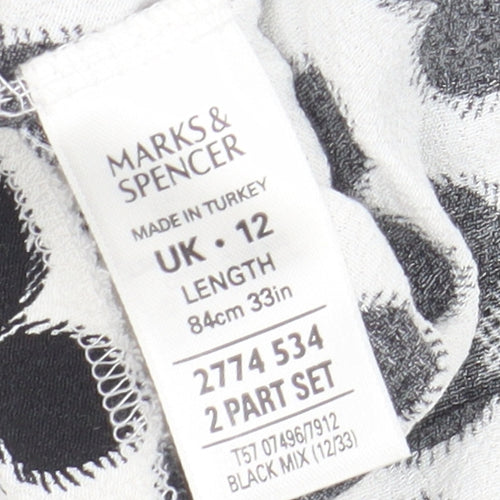 MARKS &
SPENCER
MADE IN TURKEY
UK • 12
LENGTH
84cm 33in
2774 534
2 PART SET
T57 07496/7912
BLACK MIX (12/33)